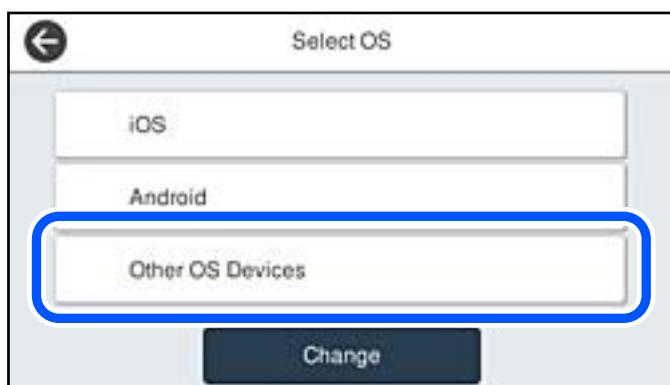 Select OS
iOS
Android
Other OS Devices
Change